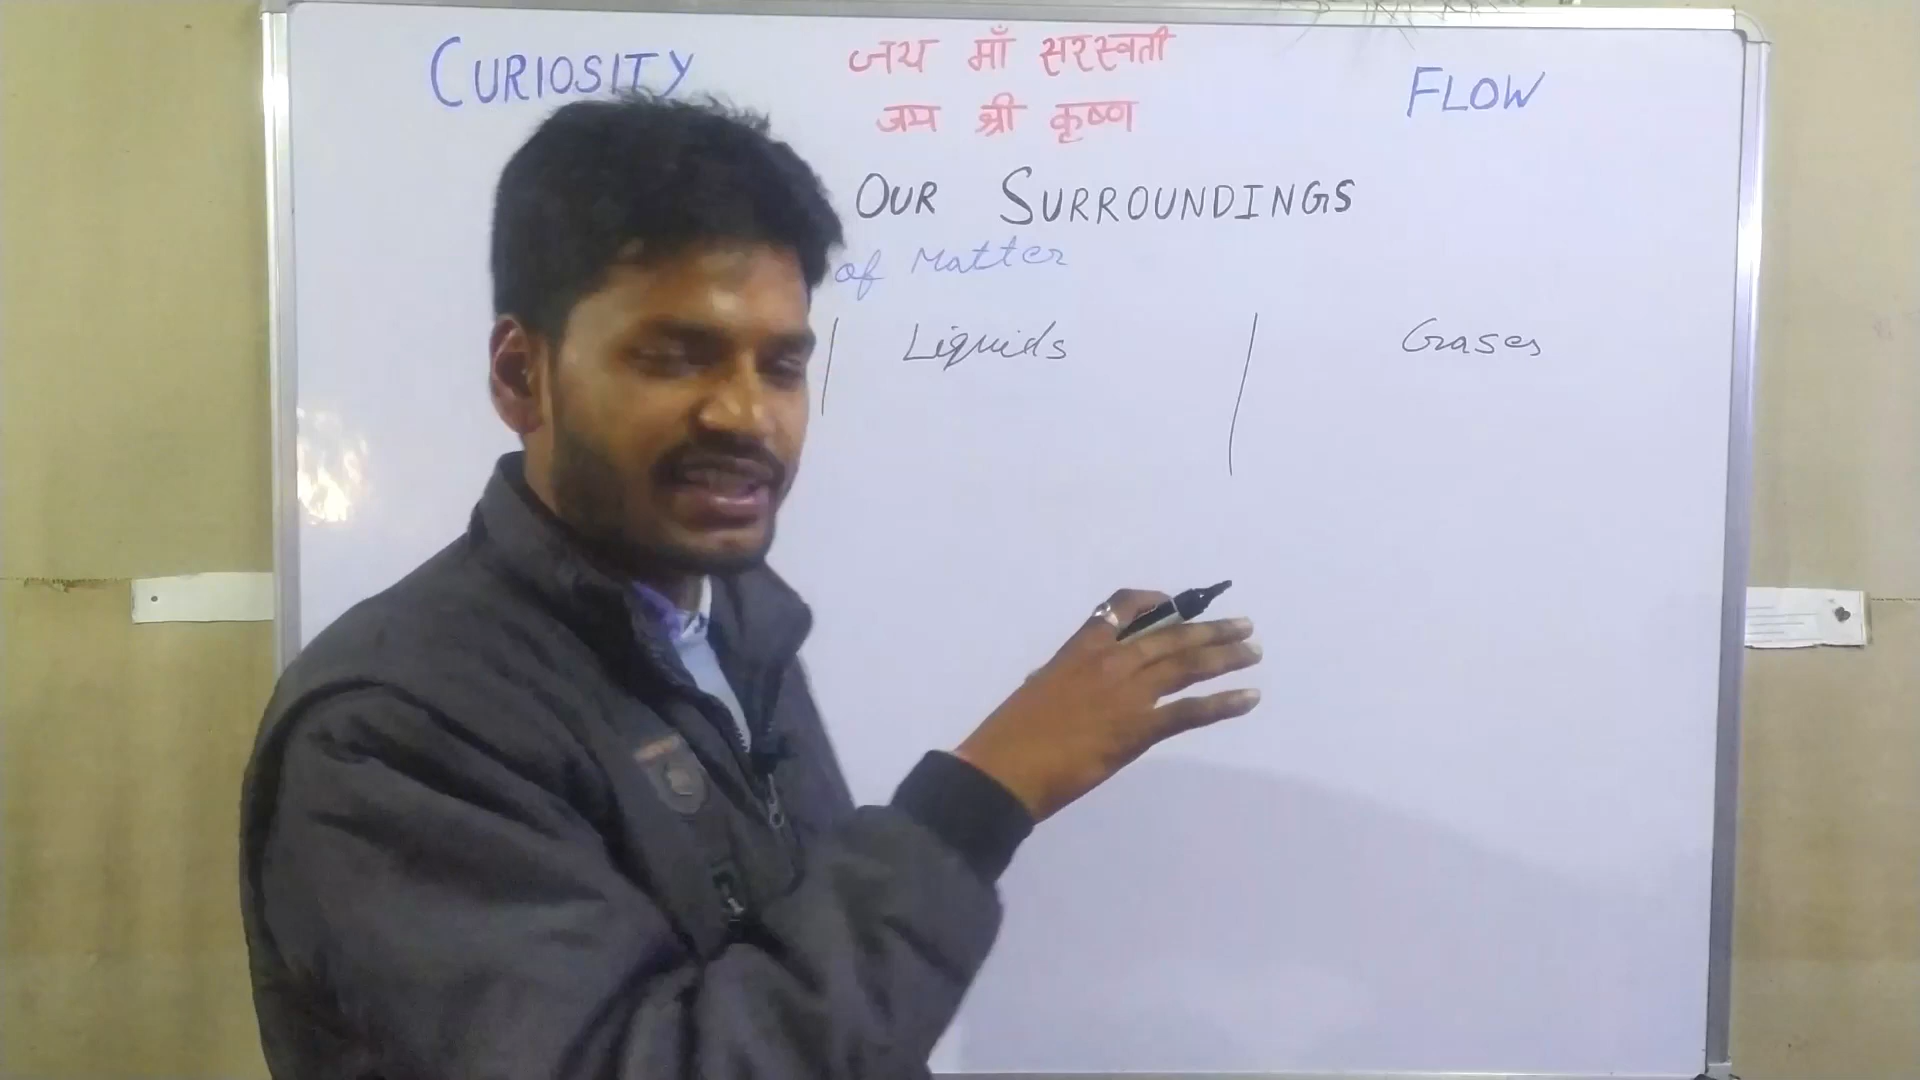 CURIOSITY
जय माँ सरस्वती
जय श्री कृष्ण
FLOW
OUR SURROUNDINGS
of Matter
Liquids
Gases